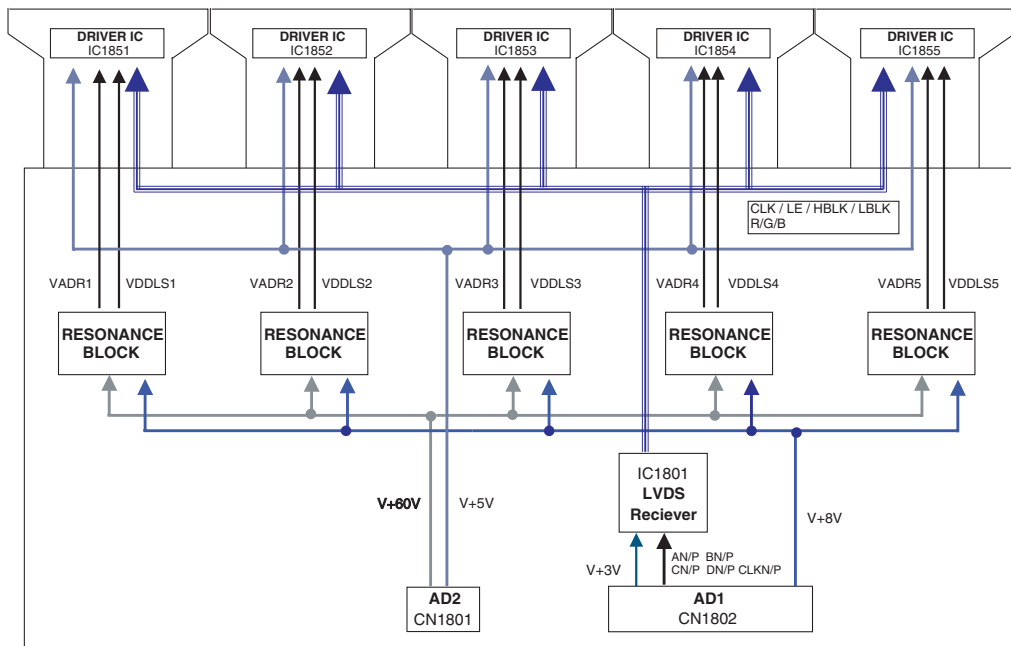 DRIVER IC
IC1851
DRIVER IC
IC1852
DRIVER IC
IC1853
DRIVER IC
IC1854
DRIVER IC
IC1855
CLK / LE / HBLK / LBLK
R/G/B
VADR1
VDDLS1
VADR2
VDDLS2
VADR3
VDDLS3
VADR4
VDDLS4
VADR5
VDDLS5
RESONANCE
BLOCK
RESONANCE
BLOCK
RESONANCE
BLOCK
RESONANCE
BLOCK
RESONANCE
BLOCK
V+60V
V+5V
IC1801
LVDS
Reciever
V+8V
V+3V
AN/P BN/P
CN/P DN/P CLKN/P
AD2
CN1801
AD1
CN1802